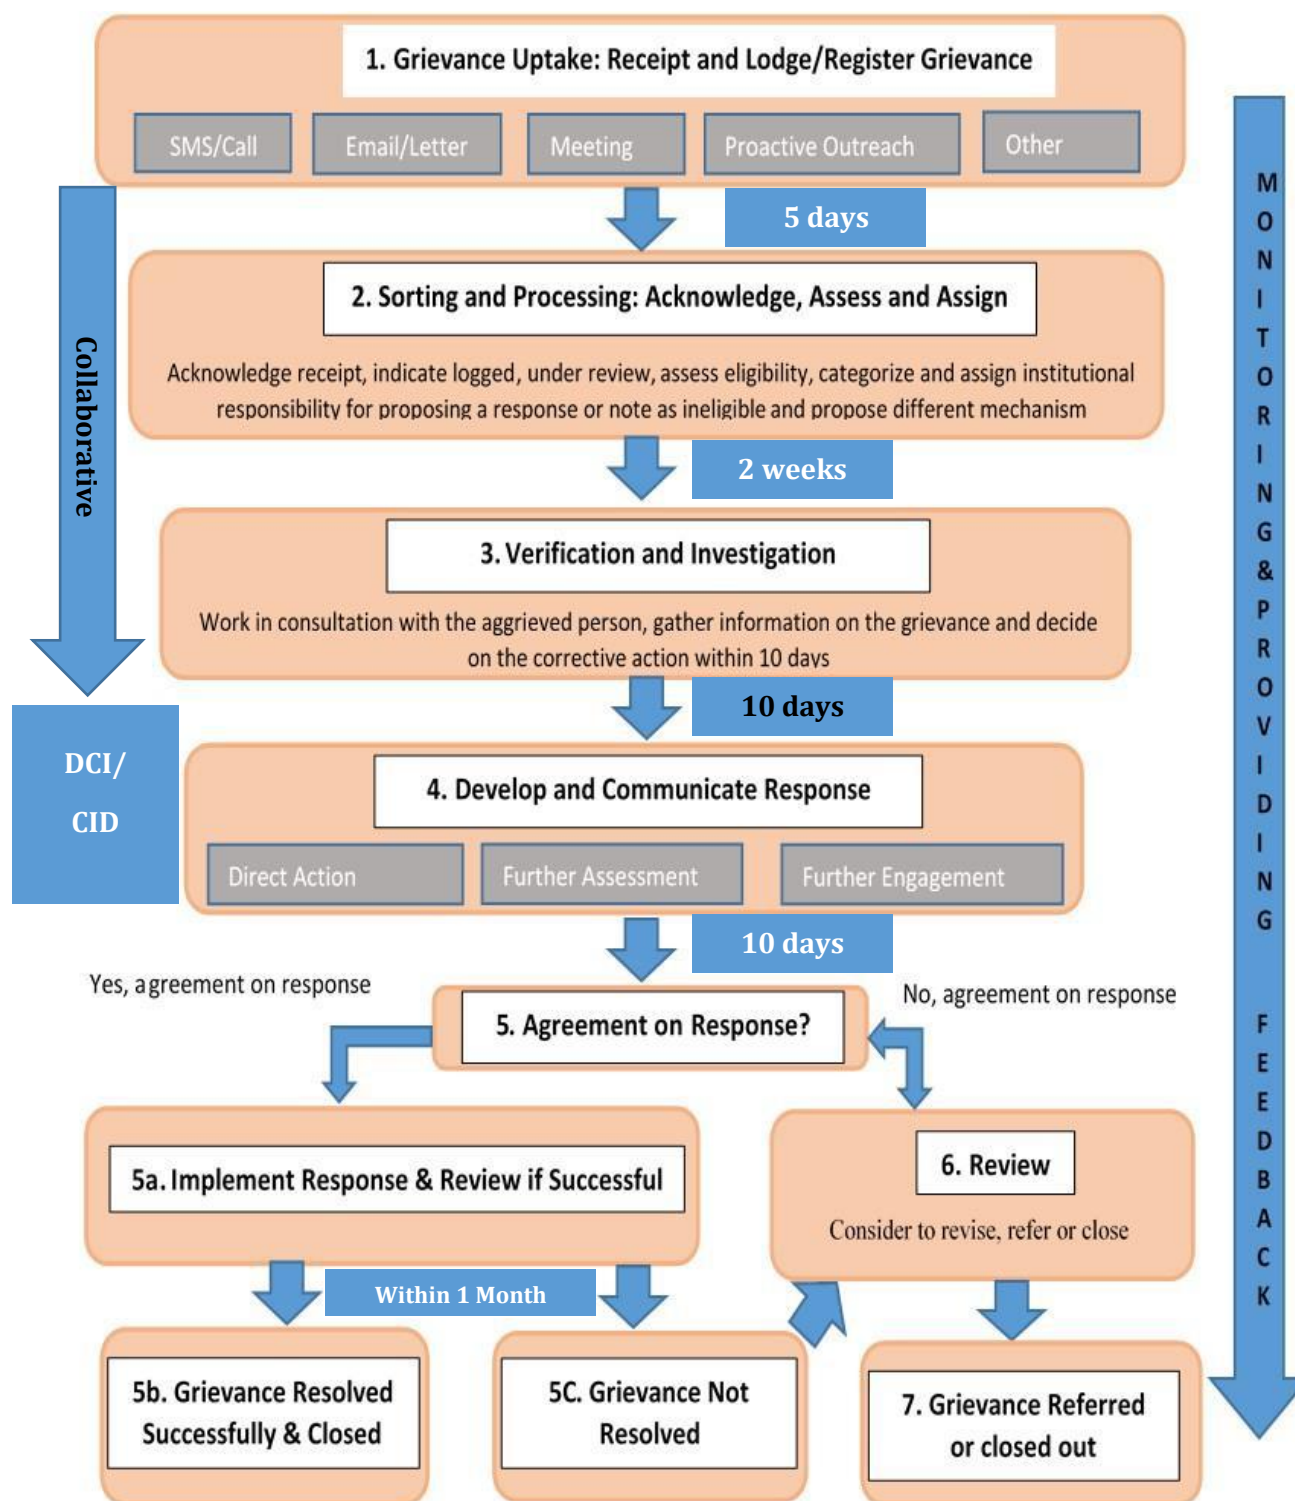 1. Grievance Uptake: Receipt and Lodge/Register Grievance
SMS/Call
Email/Letter
Meeting
Proactive Outreach
Other
5 days
2. Sorting and Processing: Acknowledge, Assess and Assign
Acknowledge receipt, indicate logged, under review, assess eligibility, categorize and assign institutional
responsibility for proposing a response or note as ineligible and propose different mechanism
2 weeks
Collaborative
3. Verification and Investigation
Work in consultation with the aggrieved person, gather information on the grievance and decide
on the corrective action within 10 days
10 days
DCI/
CID
4. Develop and Communicate Response
Direct Action
Further Assessment
Further Engagement
10 days
Yes, agreement on response
No, agreement on response
5. Agreement on Response?
5a. Implement Response & Review if Successful
6. Review
Consider to revise, refer or close
Within 1 Month
5b. Grievance Resolved
Successfully & Closed
5C. Grievance Not
Resolved
7. Grievance Referred
or closed out
MONITORING&PROVIDING FEEDBACK